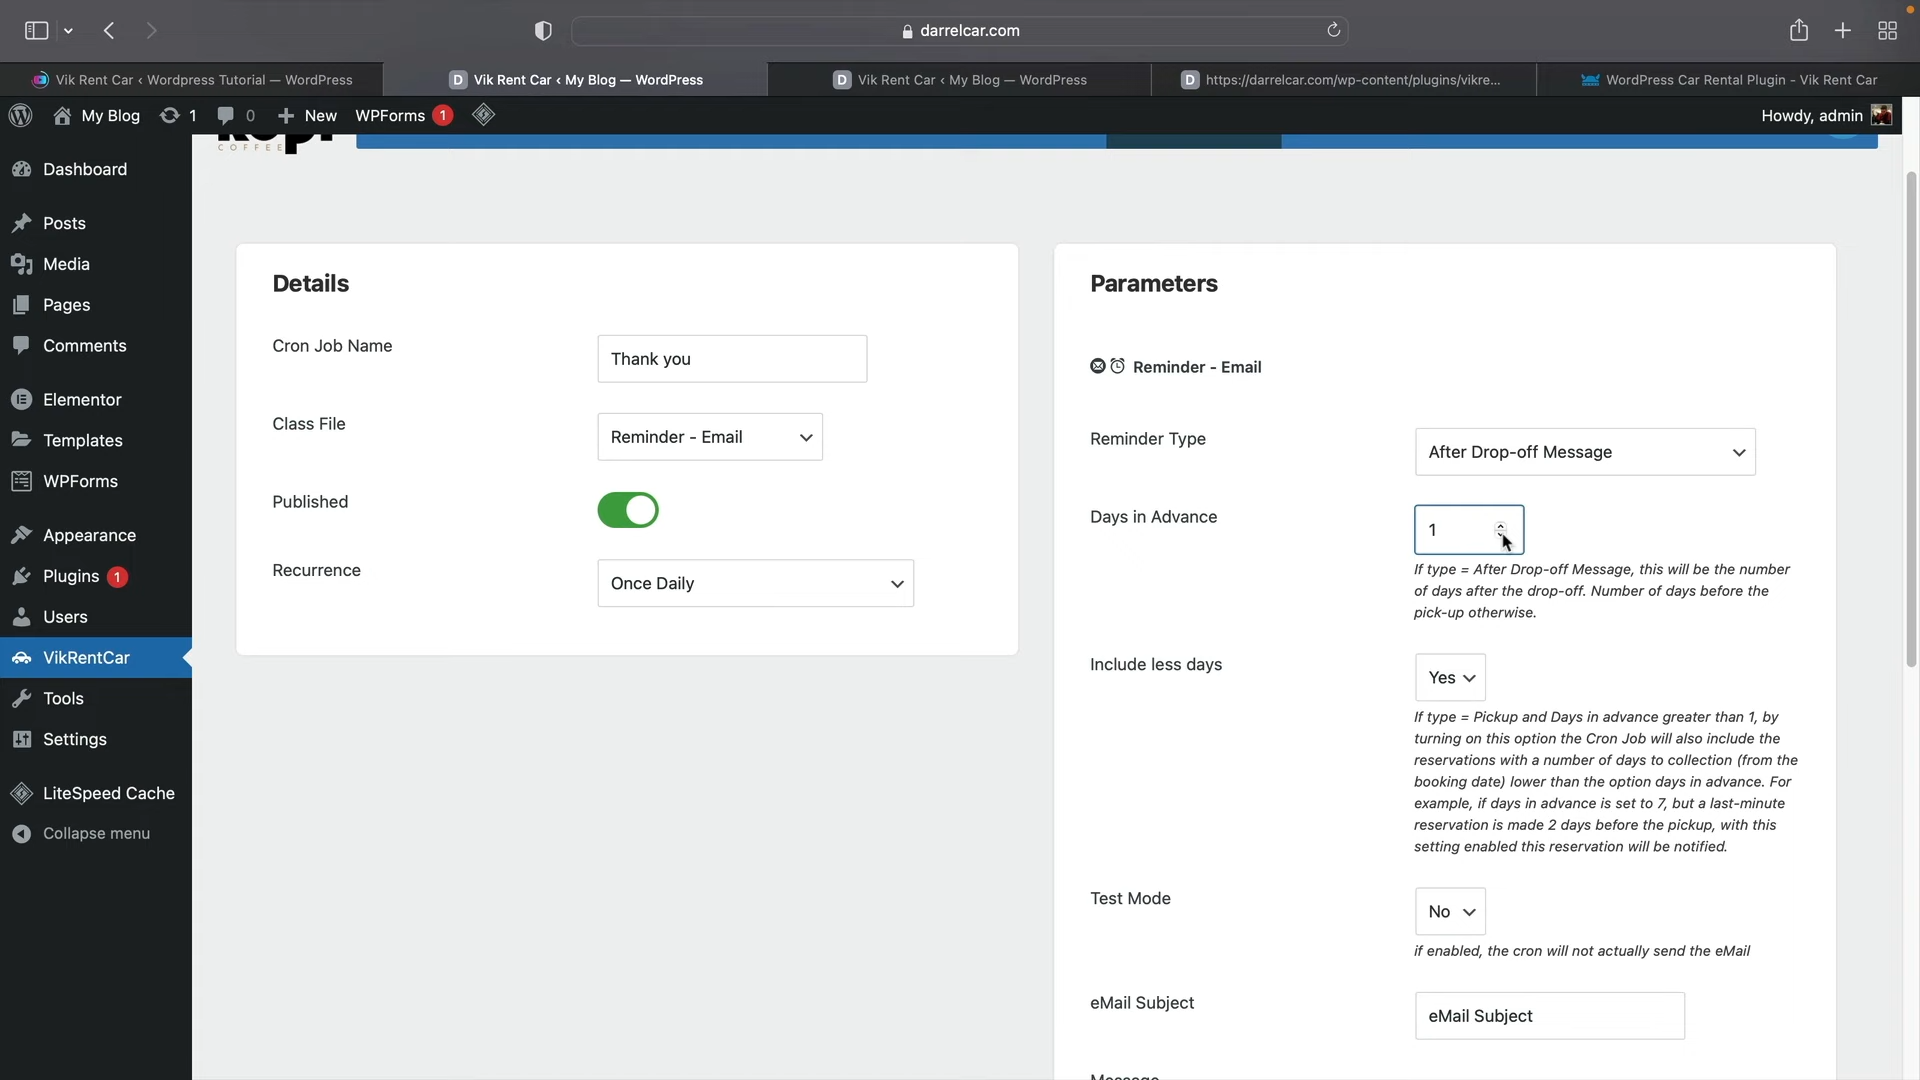 darrelcar.com
Vik Rent Car ‹ Wordpress Tutorial — WordPress
D Vik Rent Car ‹ My Blog — WordPress
D Vik Rent Car ‹ My Blog — WordPress
D https://darrelcar.com/wp-content/plugins/vikre...
WordPress Car Rental Plugin - Vik Rent Car
My Blog
1
0
New
WPForms 1
Howdy, admin
COFFEE
Dashboard
Posts
Media
Pages
Comments
Elementor
Templates
WPForms
Appearance
Plugins 1
Users
VikRentCar
Tools
Settings
LiteSpeed Cache
Collapse menu
Details
Cron Job Name
Thank you
Class File
Reminder - Email
Published
Recurrence
Once Daily
Parameters
Reminder - Email
Reminder Type
After Drop-off Message
Days in Advance
1
If type = After Drop-off Message, this will be the number
of days after the drop-off. Number of days before the
pick-up otherwise.
Include less days
Yes
If type = Pickup and Days in advance greater than 1, by
turning on this option the Cron Job will also include the
reservations with a number of days to collection (from the
booking date) lower than the option days in advance. For
example, if days in advance is set to 7, but a last-minute
reservation is made 2 days before the pickup, with this
setting enabled this reservation will be notified.
Test Mode
No
if enabled, the cron will not actually send the eMail
eMail Subject
eMail Subject